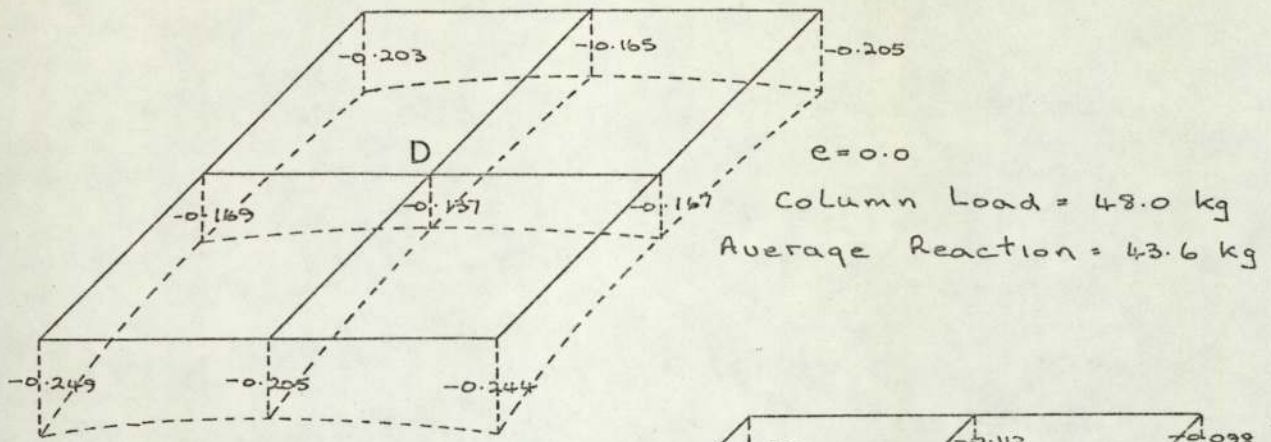 -0.203 -0.165 -0.205
D
e=0.0
-0.169 -0.137 -0.167
Column Load = 48.0 kg
Average Reaction = 43.6 kg
-0.249 -0.205 -0.244